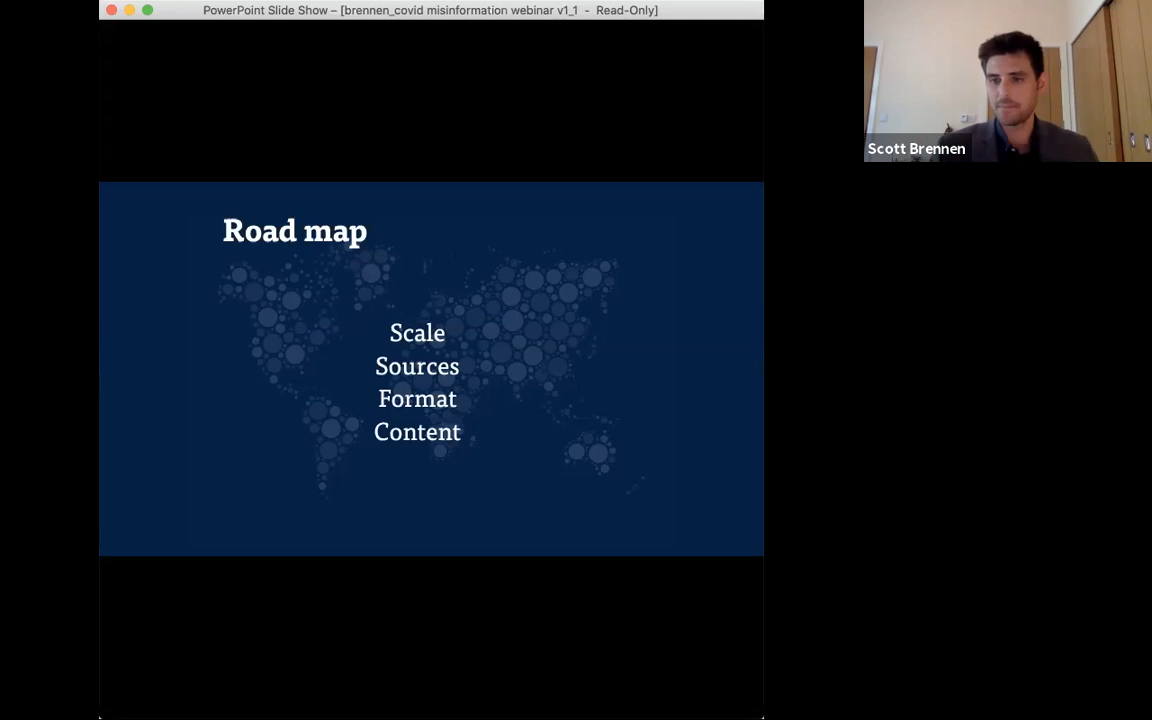 PowerPoint Slide Show – [brennen_covid misinformation webinar v1_1 - Read-Only]
Scott Brennen
Road map
Scale
Sources
Format
Content